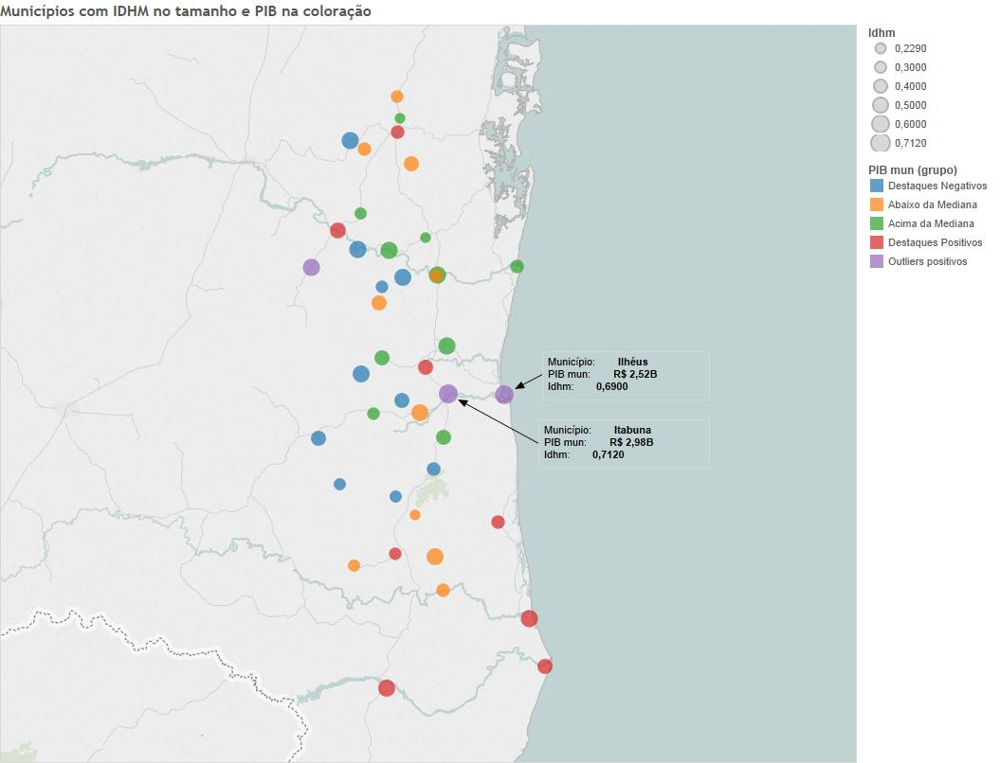 Municípios com IDHM no tamanho e PIB na coloração
Idhm
0,2290
0,3000
0,4000
0,5000
0,6000
0,7120
PIB mun (grupo)
Destaques Negativos
Abaixo da Mediana
Acima da Mediana
Destaques Positivos
Outliers positivos
Município: Ilhéus
PIB mun: R$ 2,52B
Idhm: 0,6900
Município: Itabuna
PIB mun: R$ 2,98B
Idhm: 0,7120